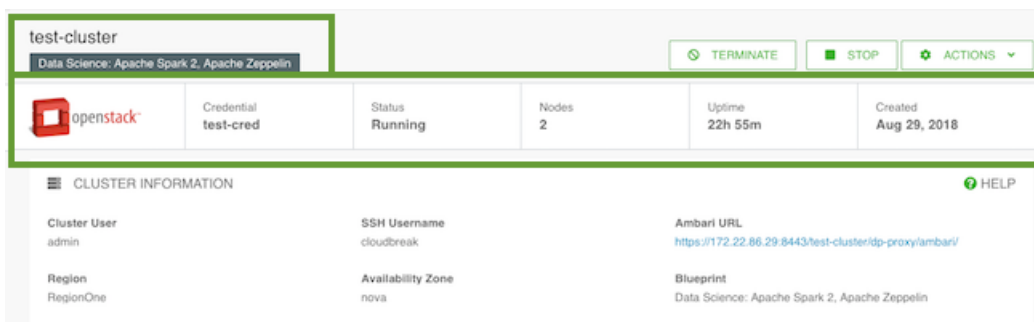 test-cluster
Data Science: Apache Spark 2, Apache Zeppelin
TERMINATE STOP ACTIONS
openstack Credential Status Nodes Uptime Created
test-cred Running 2 22h 55m Aug 29, 2018
CLUSTER INFORMATION HELP
Cluster User SSH Username Ambari URL
admin cloudbreak https://172.22.86.29:8443/test-cluster/dp-proxy/ambari/
Region Availability Zone Blueprint
RegionOne nova Data Science: Apache Spark 2, Apache Zeppelin